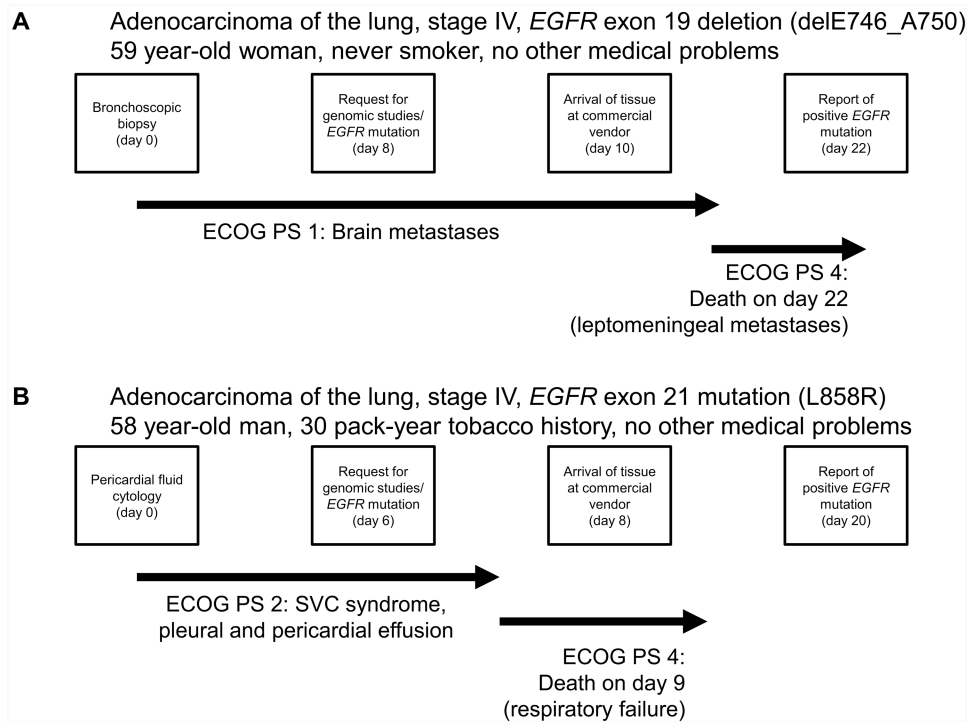 A
Adenocarcinoma of the lung, stage IV, EGFR exon 19 deletion (delE746_A750)
59 year-old woman, never smoker, no other medical problems
Bronchoscopic
biopsy
(day 0)
Request for
genomic studies/
EGFR mutation
(day 8)
Arrival of tissue
at commercial
vendor
(day 10)
Report of
positive EGFR
mutation
(day 22)
ECOG PS 1: Brain metastases
ECOG PS 4:
Death on day 22
(leptomeningeal metastases)
B
Adenocarcinoma of the lung, stage IV, EGFR exon 21 mutation (L858R)
58 year-old man, 30 pack-year tobacco history, no other medical problems
Pericardial fluid
cytology
(day 0)
Request for
genomic studies/
EGFR mutation
(day 6)
Arrival of tissue
at commercial
vendor
(day 8)
Report of
positive EGFR
mutation
(day 20)
ECOG PS 2: SVC syndrome,
pleural and pericardial effusion
ECOG PS 4:
Death on day 9
(respiratory failure)